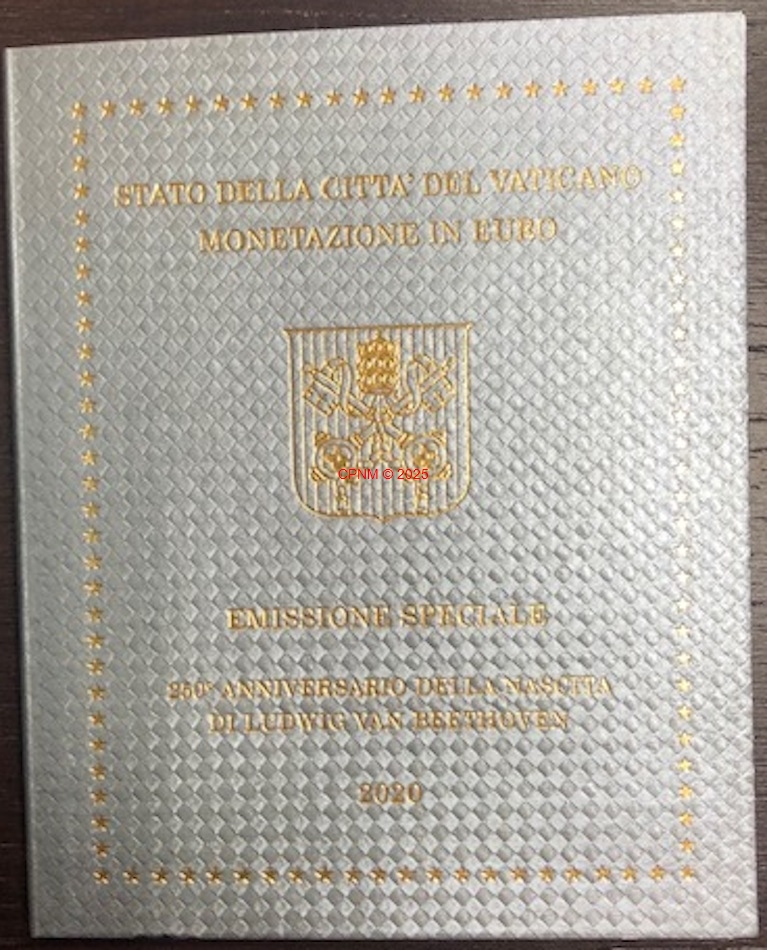 STATO DELLA CITTA' DEL VATICANO
MONETAZIONE IN EURO
CPNM © 2025
EMISSIONE SPECIALE
250° ANNIVERSARIO DELLA NASCITA
DI LUDWIG VAN BEETHOVEN
2020